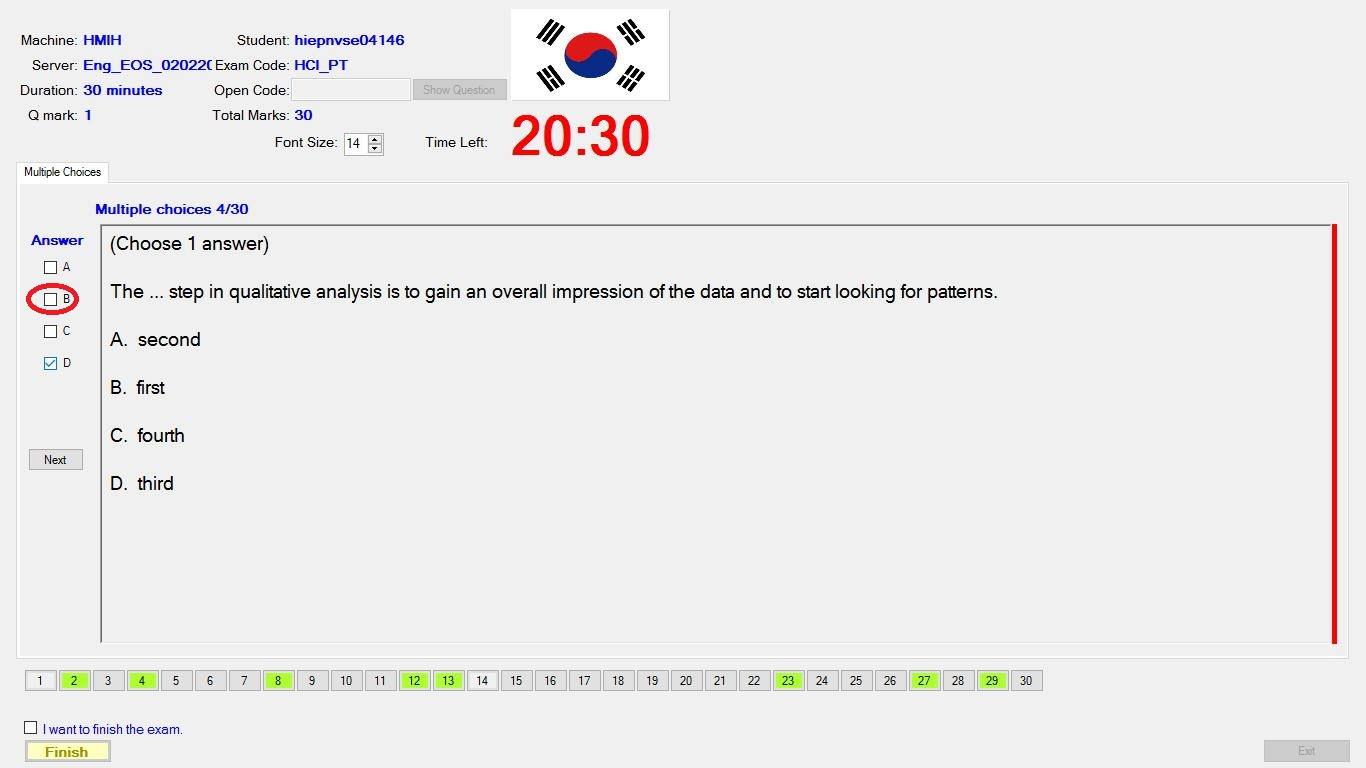 Machine: HMIH Student: hiepnvse04146
Server: Eng_EOS_02022( Exam Code: HCI_PT
Duration: 30 minutes Open Code: Show Question
Q mark: 1 Total Marks: 30
Font Size: 14 Time Left: 20:30
Multiple Choices
Multiple choices 4/30
Answer
(Choose 1 answer)
A
The ... step in qualitative analysis is to gain an overall impression of the data and to start looking for patterns.
B
C
A. second
D
B. first
C. fourth
Next
D. third
1 2 3 4 5 6 7 8 9 10 11 12 13 14 15 16 17 18 19 20 21 22 23 24 25 26 27 28 29 30
I want to finish the exam.
Finish Exit